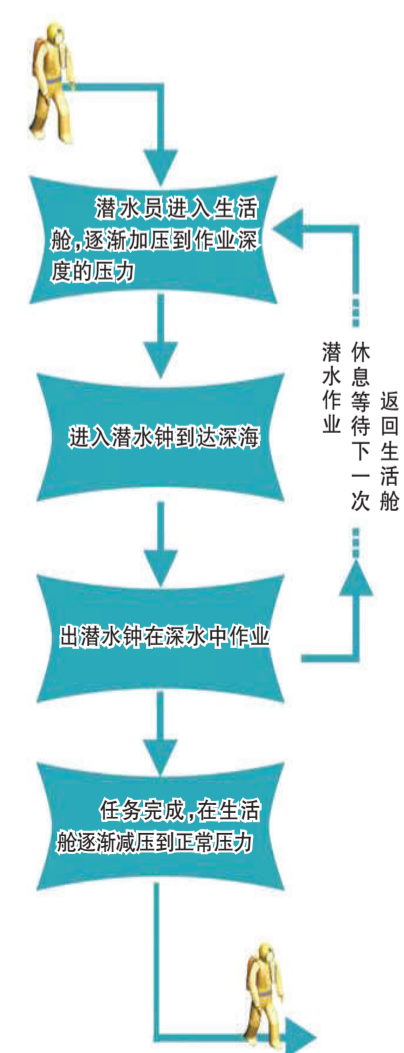 潜水员进入生活
舱，逐渐加压到作业深
度的压力
进入潜水钟到达深海
出潜水钟在深水中作业
任务完成，在生活
舱逐渐减压到正常压力
返回生活舱
休息等待下一次
潜水作业